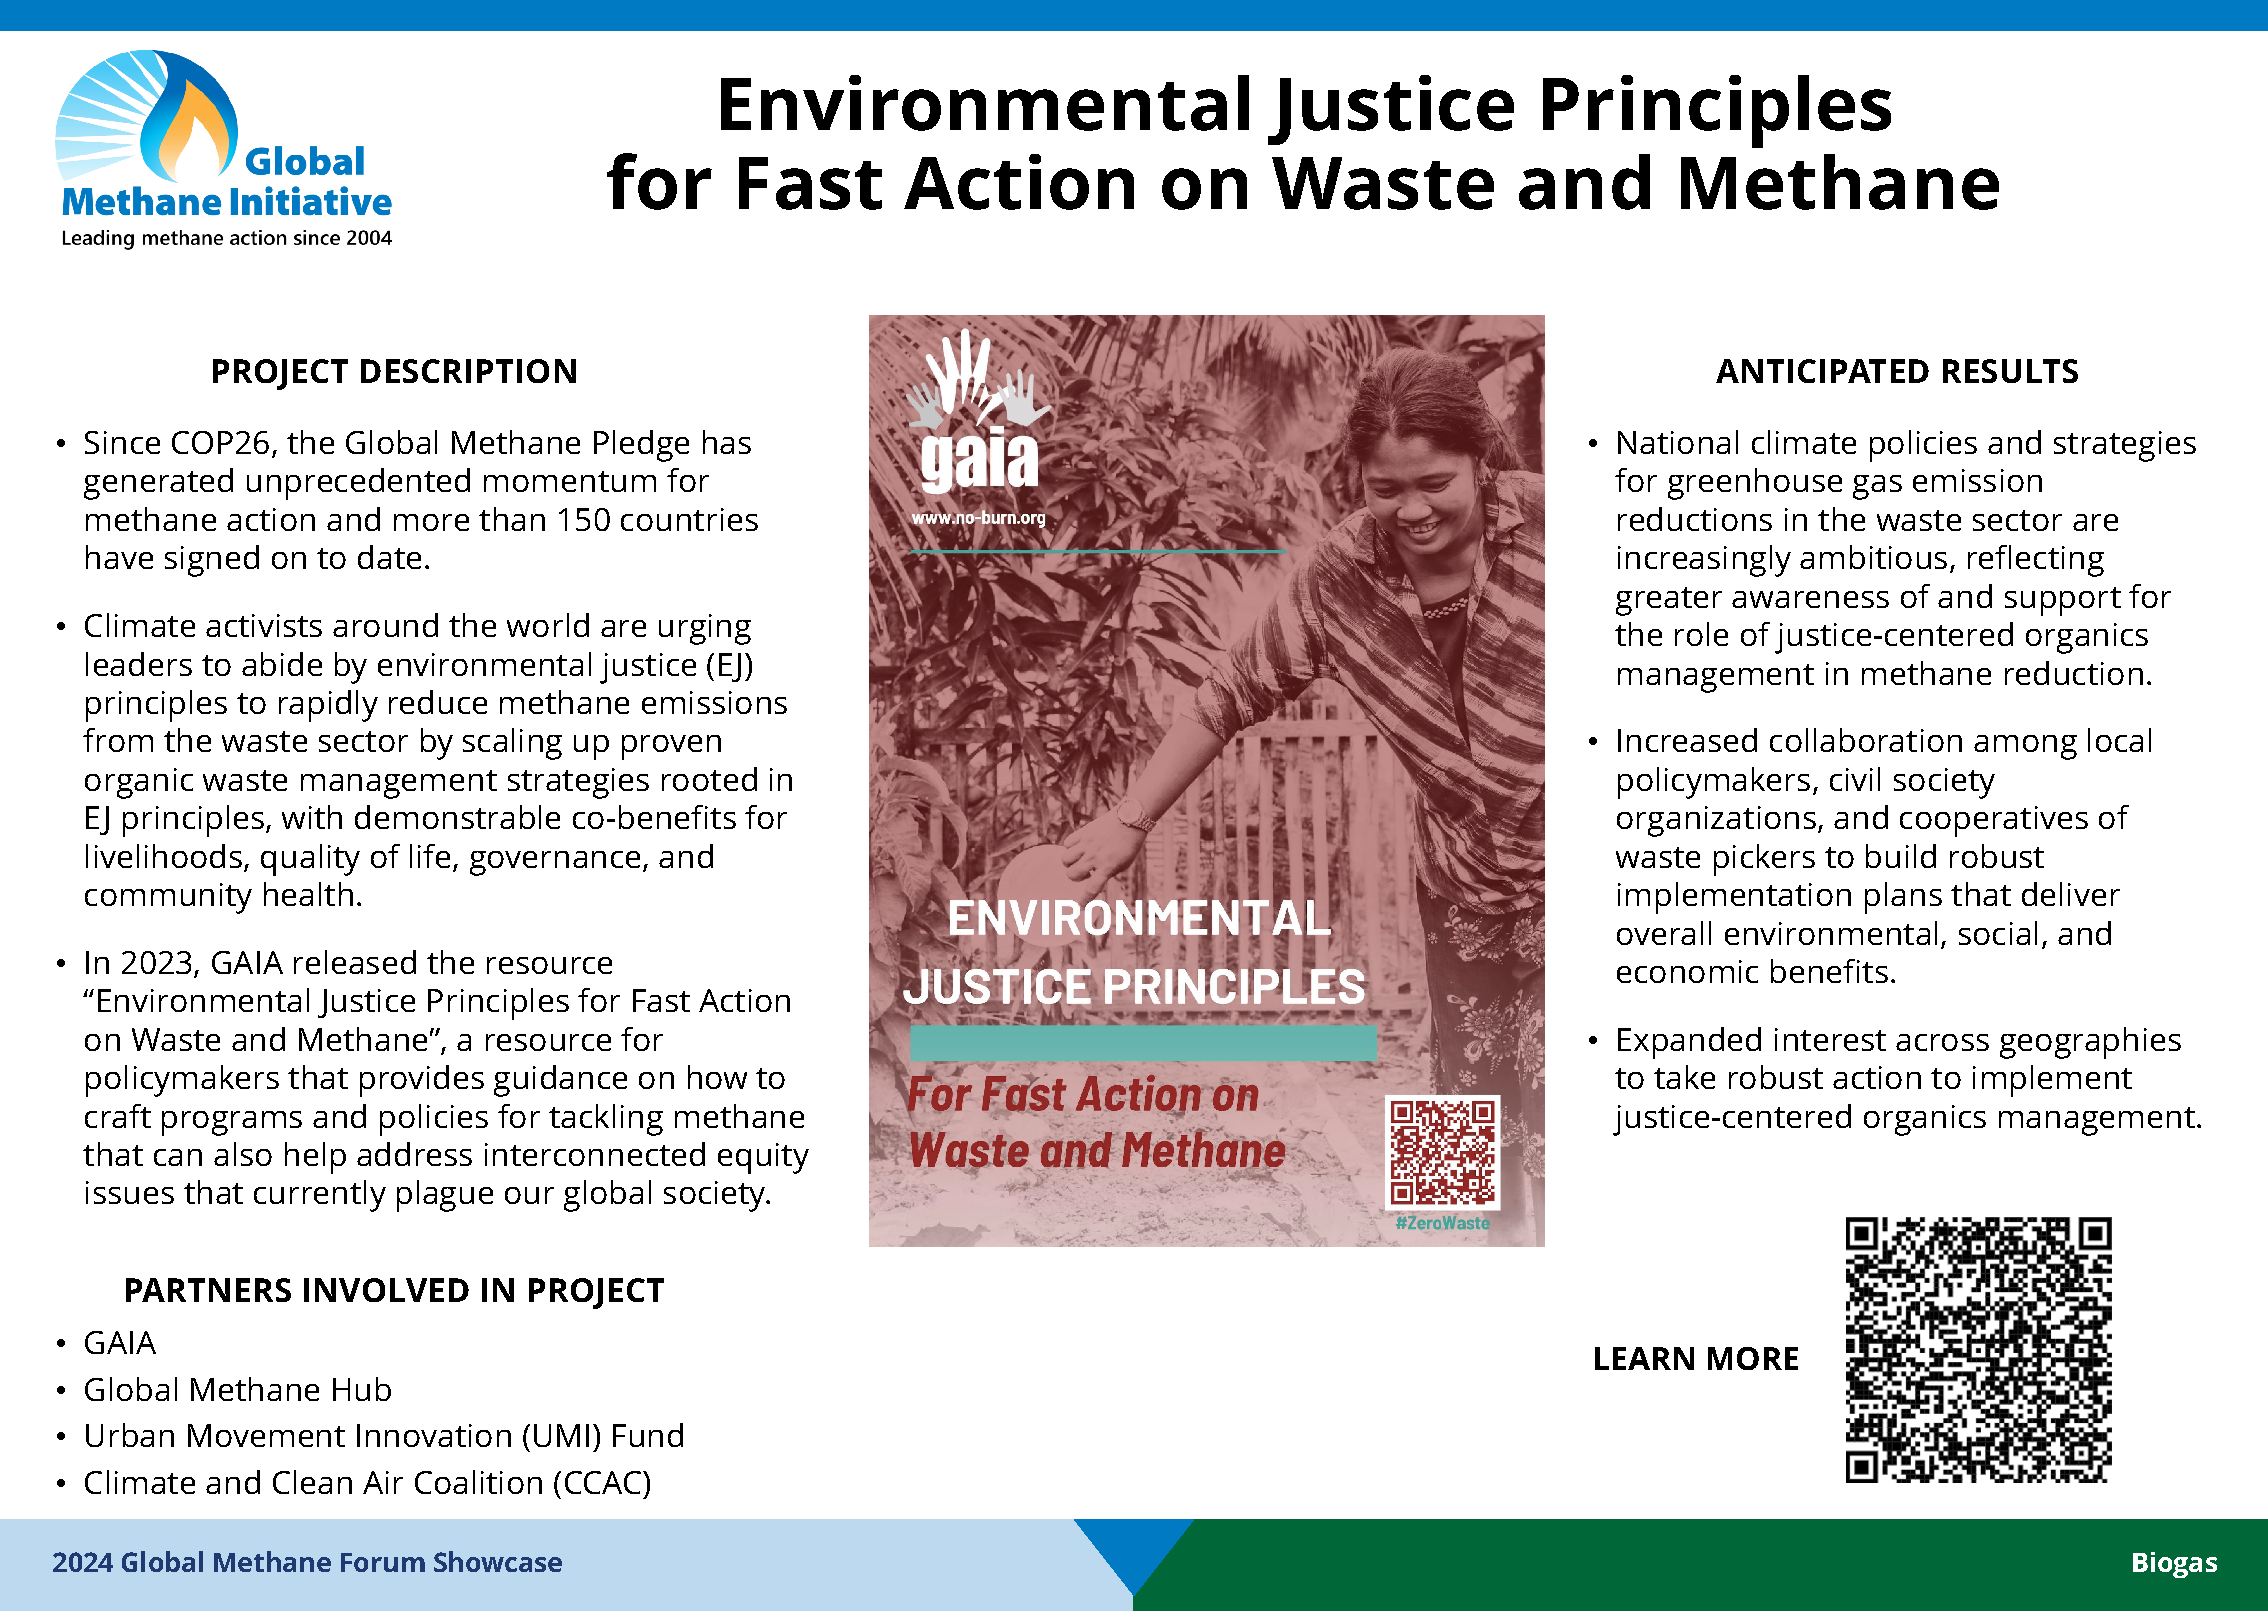 Global
Methane Initiative
Leading methane action since 2004
Environmental Justice Principles
for Fast Action on Waste and Methane
PROJECT DESCRIPTION
• Since COP26, the Global Methane Pledge has
generated unprecedented momentum for
methane action and more than 150 countries
have signed on to date.
• Climate activists around the world are urging
leaders to abide by environmental justice (EJ)
principles to rapidly reduce methane emissions
from the waste sector by scaling up proven
organic waste management strategies rooted in
EJ principles, with demonstrable co-benefits for
livelihoods, quality of life, governance, and
community health.
• In 2023, GAIA released the resource
“Environmental Justice Principles for Fast Action
on Waste and Methane”, a resource for
policymakers that provides guidance on how to
craft programs and policies for tackling methane
that can also help address interconnected equity
issues that currently plague our global society.
PARTNERS INVOLVED IN PROJECT
• GAIA
• Global Methane Hub
• Urban Movement Innovation (UMI) Fund
• Climate and Clean Air Coalition (CCAC)
gaia
www.no-burn.org
ENVIRONMENTAL
JUSTICE PRINCIPLES
For Fast Action on
Waste and Methane
#ZeroWaste
ANTICIPATED RESULTS
• National climate policies and strategies
for greenhouse gas emission
reductions in the waste sector are
increasingly ambitious, reflecting
greater awareness of and support for
the role of justice-centered organics
management in methane reduction.
• Increased collaboration among local
policymakers, civil society
organizations, and cooperatives of
waste pickers to build robust
implementation plans that deliver
overall environmental, social, and
economic benefits.
• Expanded interest across geographies
to take robust action to implement
justice-centered organics management.
LEARN MORE
2024 Global Methane Forum Showcase
Biogas